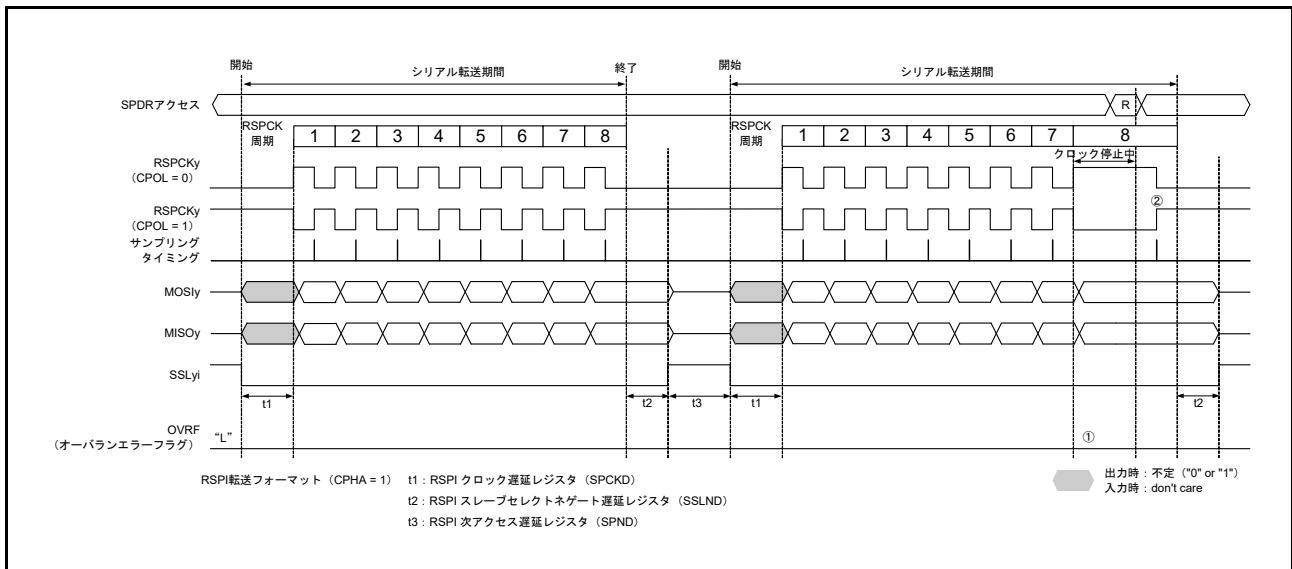 開始 シリアル転送期間 終了 開始 シリアル転送期間
SPDRアクセス R
RSPCK
周期 1 2 3 4 5 6 7 8 RSPCK
周期 1 2 3 4 5 6 7 8
クロック停止中
RSPCKy
(CPOL = 0)
②
RSPCKy
(CPOL = 1)
サンプリング
タイミング
MOSIy
MISOy
SSLyi
t1 t2 t3 t1 t2
OVRF
(オーバランエラーフラグ) “L” ①
RSPI転送フォーマット(CPHA = 1) t1:RSPI クロック遅延レジスタ(SPCKD)
t2:RSPI スレーブセレクトネゲート遅延レジスタ(SSLND)
t3:RSPI 次アクセス遅延レジスタ(SPND)
出力時:不定("0" or "1")
入力時:don't care